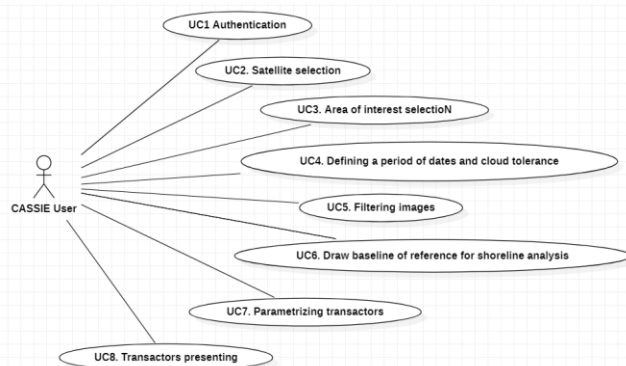 UC1 Authentication
UC2. Satellite selection
UC3. Area of interest selectioN
UC4. Defining a period of dates and cloud tolerance
CASSIE User
UC5. Filtering images
UC6. Draw baseline of reference for shoreline analysis
UC7. Parametrizing transactors
UC8. Transactors presenting